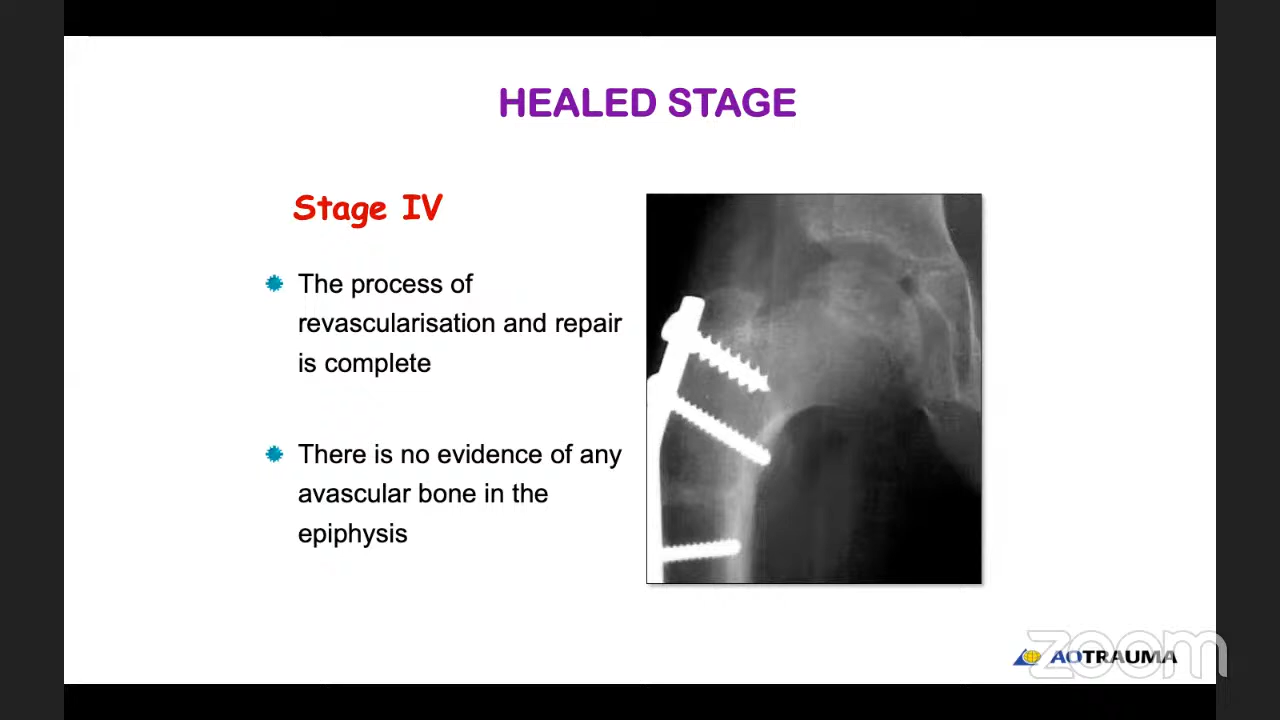 HEALED STAGE
Stage IV
The process of
revascularisation and repair
is complete
There is no evidence of any
avascular bone in the
epiphysis
AOTRAUMA
zoom